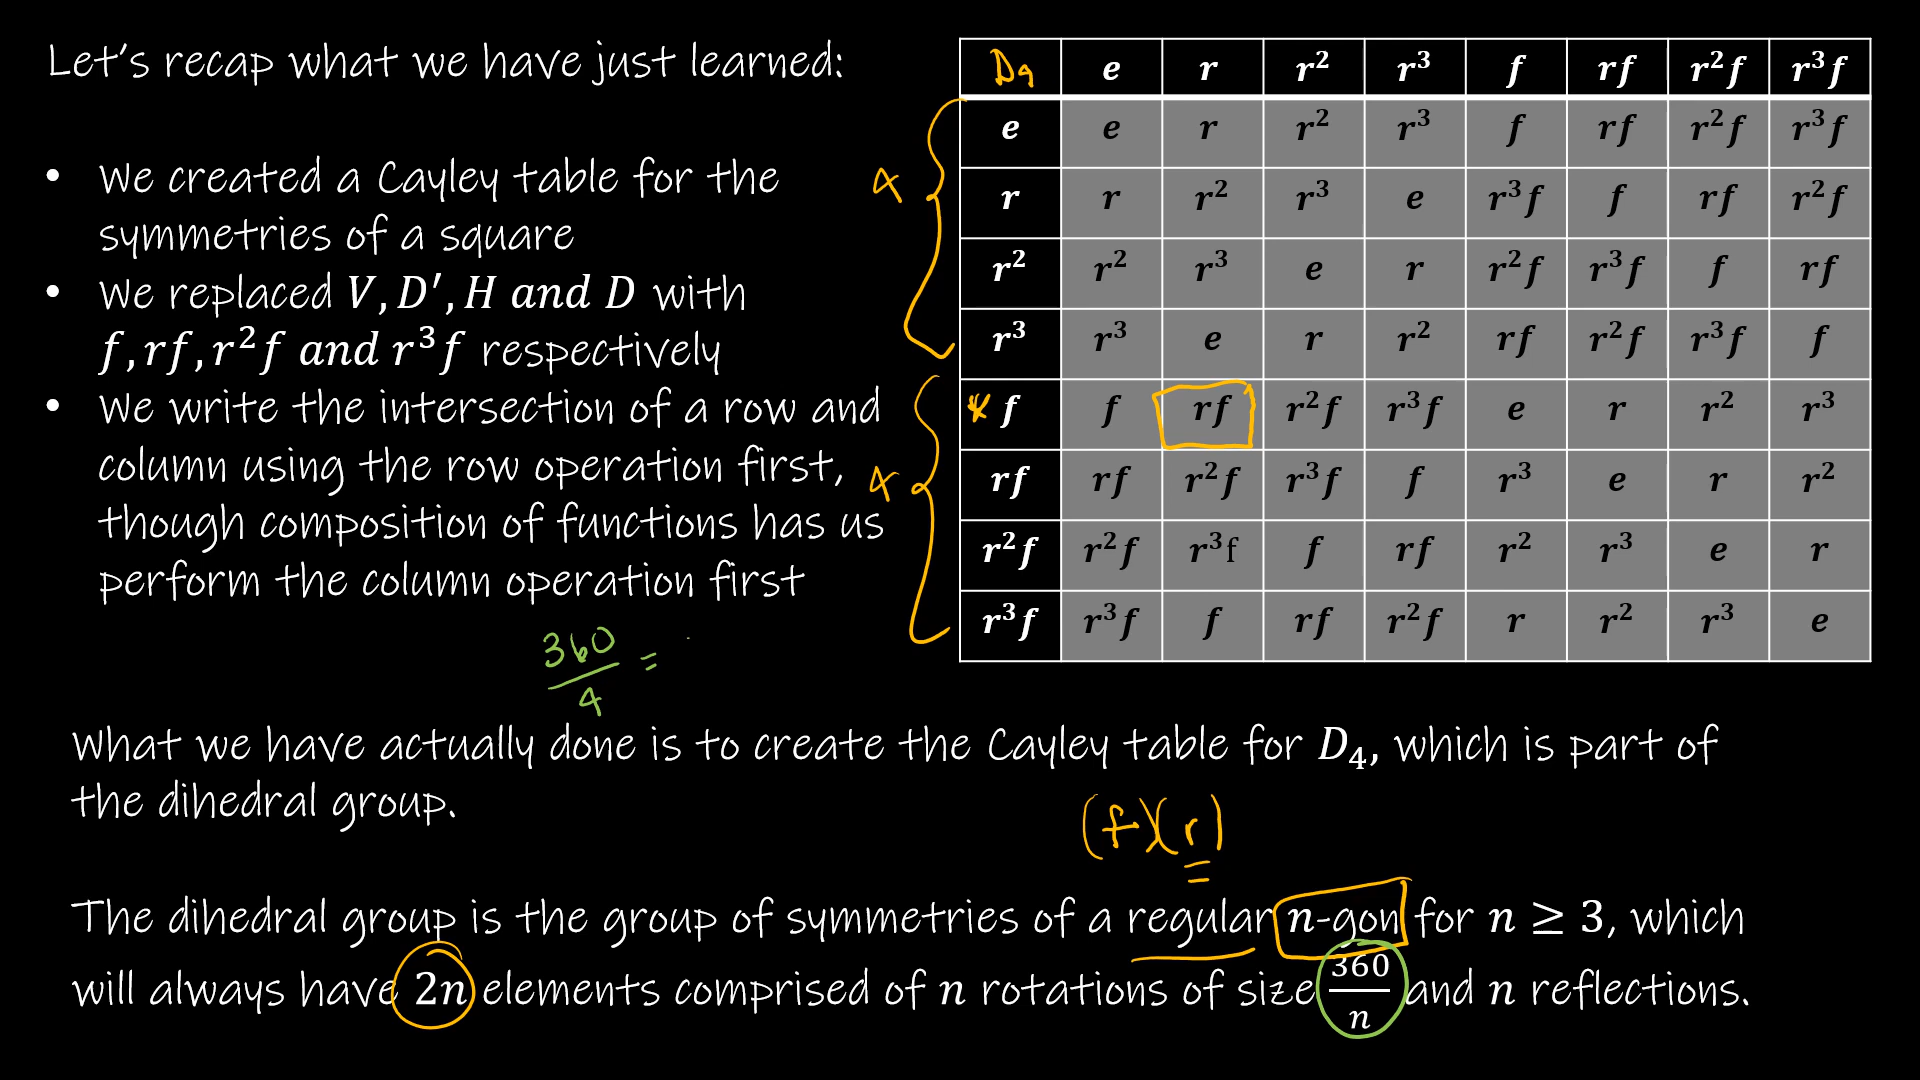 Let's recap what we have just learned:
• We created a Cayley table for the
symmetries of a square
• We replaced V, D′, H and D with
f, rf, r²f and r³f respectively
• We write the intersection of a row and
column using the row operation first,
though composition of functions has us
perform the column operation first
360/4 =
D₄ e r r² r³ f rf r²f r³f
e e r r² r³ f rf r²f r³f
r r r² r³ e r³f f rf r²f
r² r² r³ e r r²f r³f f rf
r³ r³ e r r² rf r²f r³f f
* f f rf r²f r³f e r r² r³
rf rf r²f r³f f r³ e r r²
r²f r²f r³f f rf r² r³ e r
r³f r³f f rf r²f r r² r³ e
4
4
What we have actually done is to create the Cayley table for D₄, which is part of
the dihedral group.
(f)(r)
The dihedral group is the group of symmetries of a regular n-gon for n ≥ 3, which
will always have 2n elements comprised of n rotations of size 360/n and n reflections.